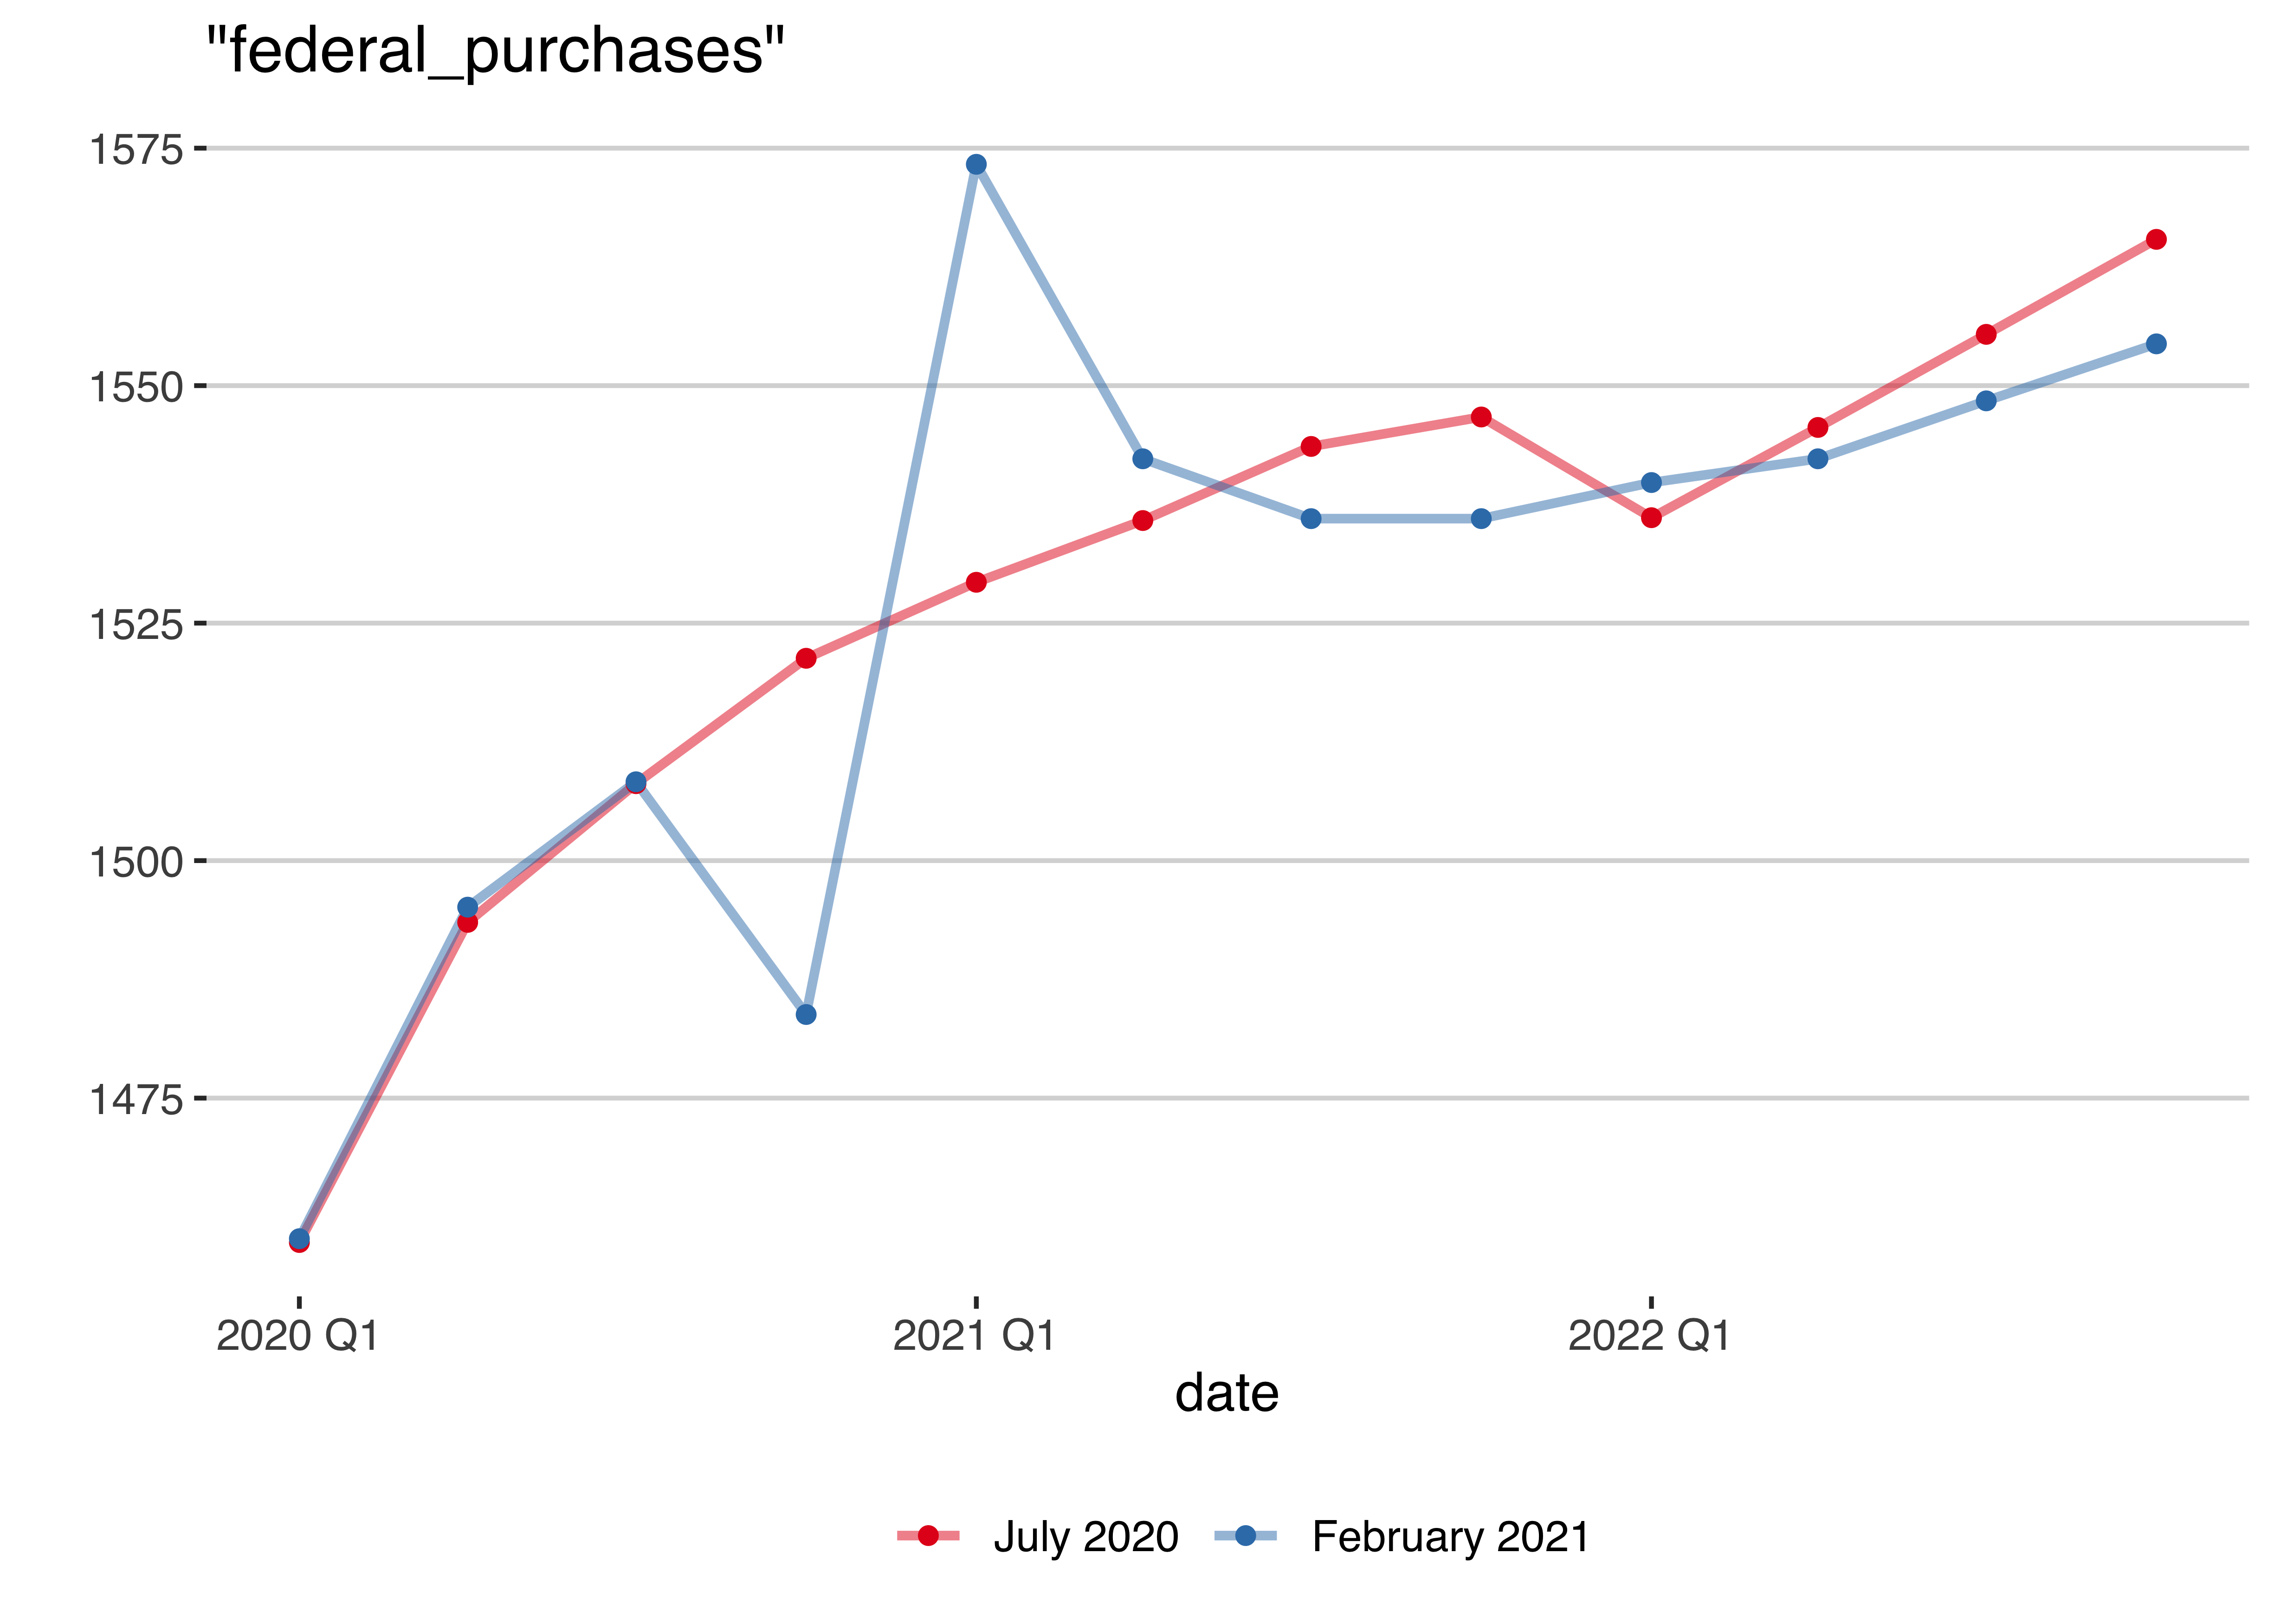 "federal_purchases"
1575
1550
1525
1500
1475
2020 Q1 2021 Q1 2022 Q1
date
July 2020 February 2021